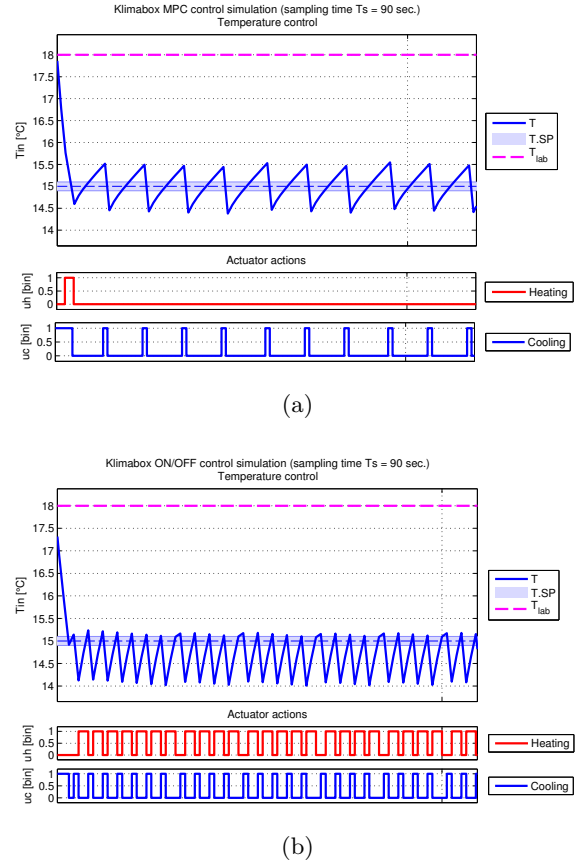 Klimabox MPC control simulation (sampling time Ts = 90 sec.)
Temperature control
18
17.5
17
16.5
16
15.5
15
14.5
14
Tin [°C]
T
T.SP
T_lab
Actuator actions
1
0.5
0
uh [bin]
Heating
1
0.5
0
uc [bin]
Cooling
(a)
Klimabox ON/OFF control simulation (sampling time Ts = 90 sec.)
Temperature control
18
17.5
17
16.5
16
15.5
15
14.5
14
Tin [°C]
T
T.SP
T_lab
Actuator actions
1
0.5
0
uh [bin]
Heating
1
0.5
0
uc [bin]
Cooling
(b)